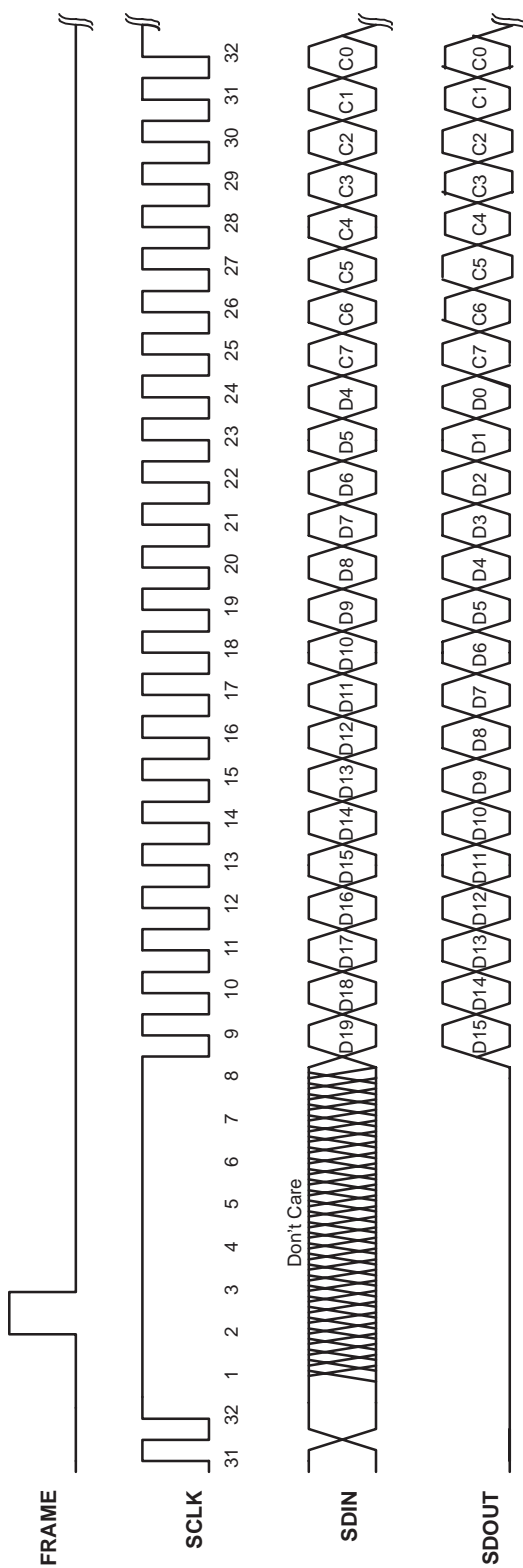 FRAME
SCLK
31 32 1 2 3 4 5 6 7 8 9 10 11 12 13 14 15 16 17 18 19 20 21 22 23 24 25 26 27 28 29 30 31 32
Don't Care
SDIN
D19 D18 D17 D16 D15 D14 D13 D12 D11 D10 D9 D8 D7 D6 D5 D4 C7 C6 C5 C4 C3 C2 C1 C0
SDOUT
D15 D14 D13 D12 D11 D10 D9 D8 D7 D6 D5 D4 D3 D2 D1 D0 C7 C6 C5 C4 C3 C2 C1 C0